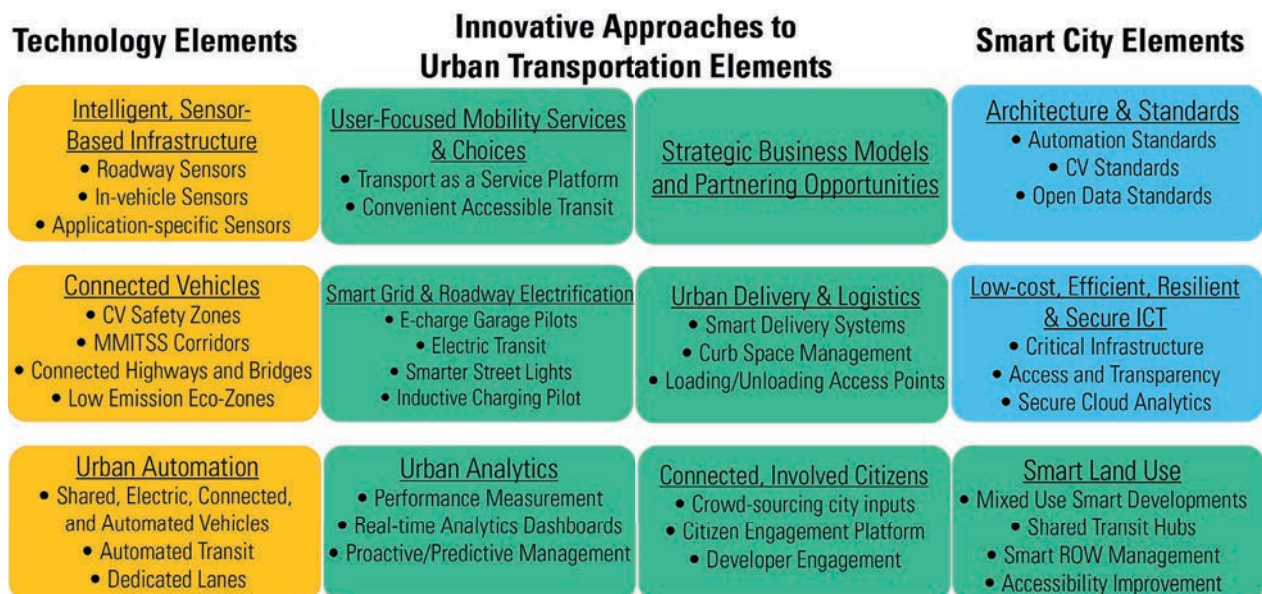 Technology Elements
Innovative Approaches to
Urban Transportation Elements
Smart City Elements
Intelligent, Sensor-
Based Infrastructure
• Roadway Sensors
• In-vehicle Sensors
• Application-specific Sensors
User-Focused Mobility Services
& Choices
• Transport as a Service Platform
• Convenient Accessible Transit
Strategic Business Models
and Partnering Opportunities
Architecture & Standards
• Automation Standards
• CV Standards
• Open Data Standards
Connected Vehicles
• CV Safety Zones
• MMITSS Corridors
• Connected Highways and Bridges
• Low Emission Eco-Zones
Smart Grid & Roadway Electrification
• E-charge Garage Pilots
• Electric Transit
• Smarter Street Lights
• Inductive Charging Pilot
Urban Delivery & Logistics
• Smart Delivery Systems
• Curb Space Management
• Loading/Unloading Access Points
Low-cost, Efficient, Resilient
& Secure ICT
• Critical Infrastructure
• Access and Transparency
• Secure Cloud Analytics
Urban Automation
• Shared, Electric, Connected,
and Automated Vehicles
• Automated Transit
• Dedicated Lanes
Urban Analytics
• Performance Measurement
• Real-time Analytics Dashboards
• Proactive/Predictive Management
Connected, Involved Citizens
• Crowd-sourcing city inputs
• Citizen Engagement Platform
• Developer Engagement
Smart Land Use
• Mixed Use Smart Developments
• Shared Transit Hubs
• Smart ROW Management
• Accessibility Improvement